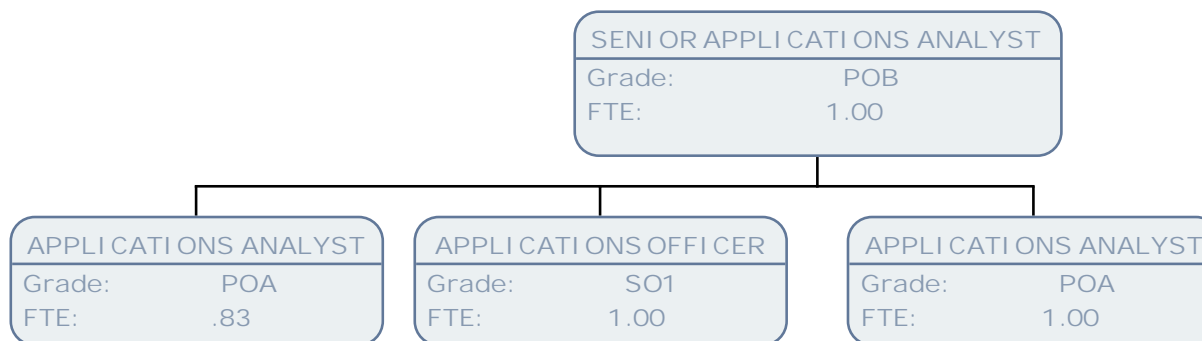 SENIOR APPLICATIONS ANALYST
Grade: POB
FTE: 1.00
APPLICATIONS ANALYST
Grade: POA
FTE: .83
APPLICATIONS OFFICER
Grade: SO1
FTE: 1.00
APPLICATIONS ANALYST
Grade: POA
FTE: 1.00